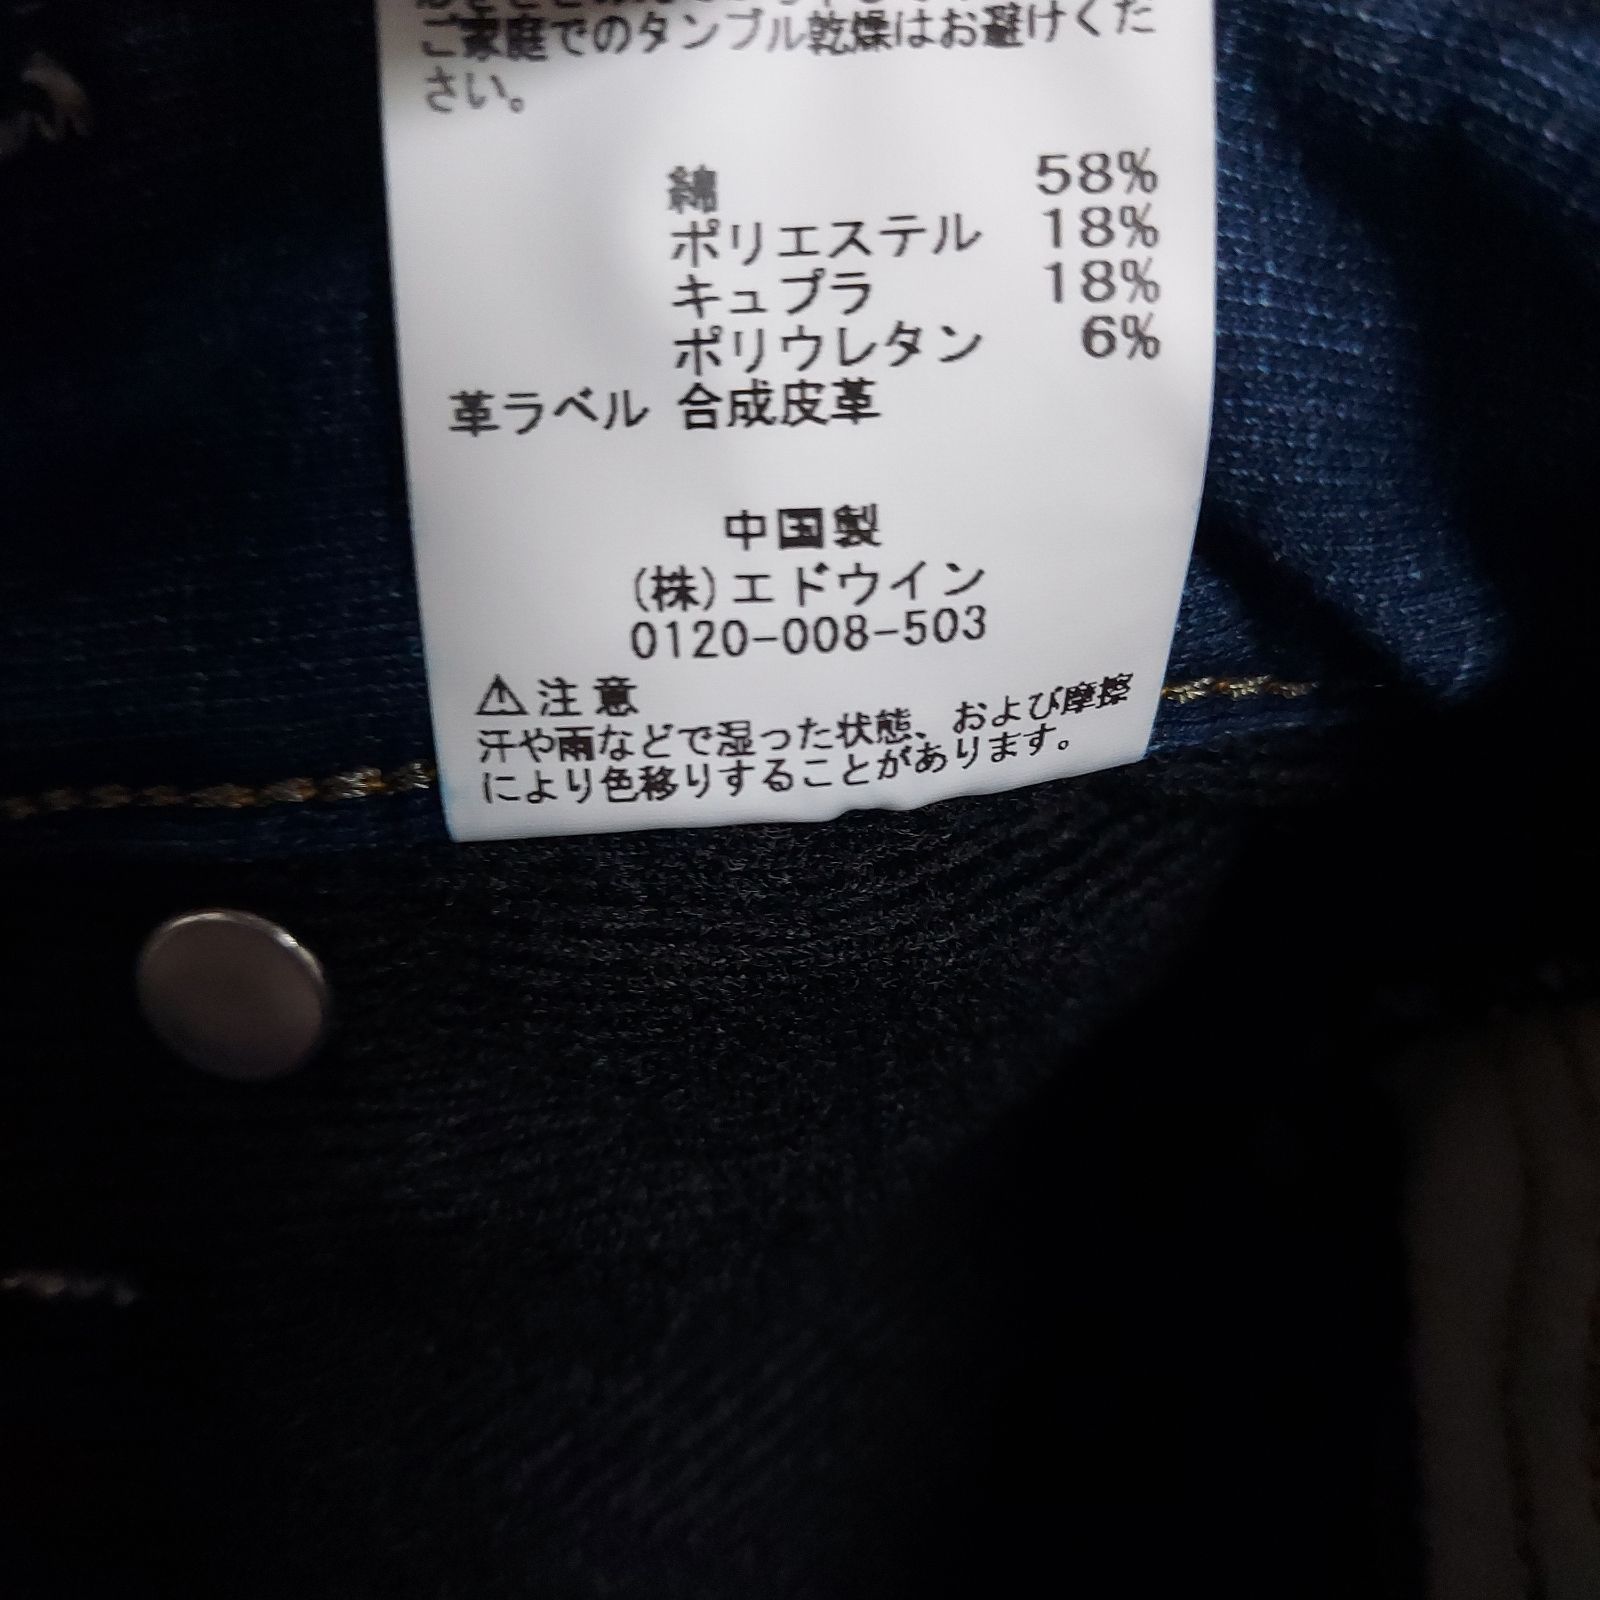 ご家庭でのタンブル乾燥はお避けくだ
さい。
綿 58%
ポリエステル 18%
キュプラ 18%
ポリウレタン 6%
革ラベル 合成皮革
中国製
(株)エドウイン
0120-008-503
⚠注意
汗や雨などで湿った状態、および摩擦
により色移りすることがあります。